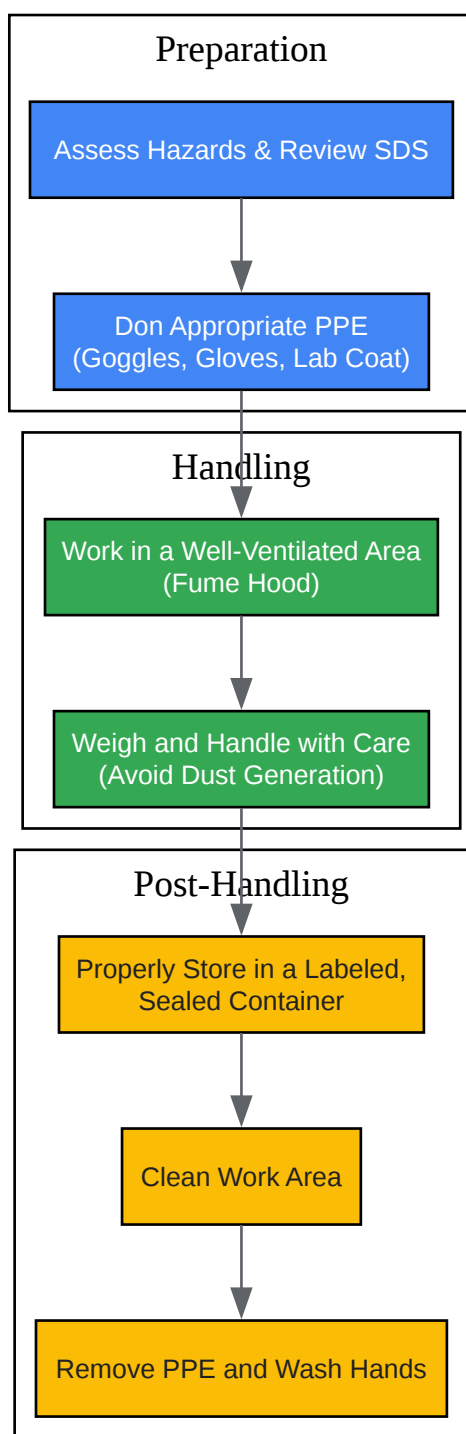 Preparation
Assess Hazards & Review SDS
Don Appropriate PPE
(Goggles, Gloves, Lab Coat)
Handling
Work in a Well-Ventilated Area
(Fume Hood)
Weigh and Handle with Care
(Avoid Dust Generation)
Post-Handling
Properly Store in a Labeled,
Sealed Container
Clean Work Area
Remove PPE and Wash Hands